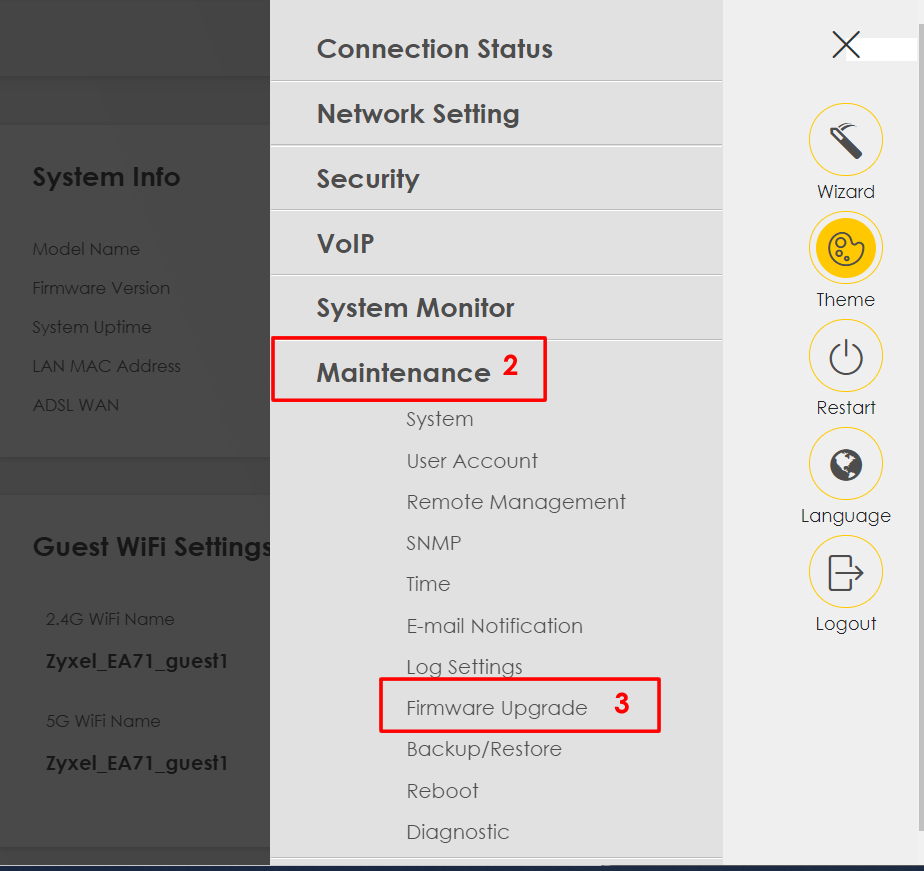 System Info
Model Name
Firmware Version
System Uptime
LAN MAC Address
ADSL WAN
Guest WiFi Settings
2.4G WiFi Name
Zyxel_EA71_guest1
5G WiFi Name
Zyxel_EA71_guest1
Connection Status
Network Setting
Security
VoIP
System Monitor
Maintenance 2
System
User Account
Remote Management
SNMP
Time
E-mail Notification
Log Settings
Firmware Upgrade 3
Backup/Restore
Reboot
Diagnostic
Wizard
Theme
Restart
Language
Logout